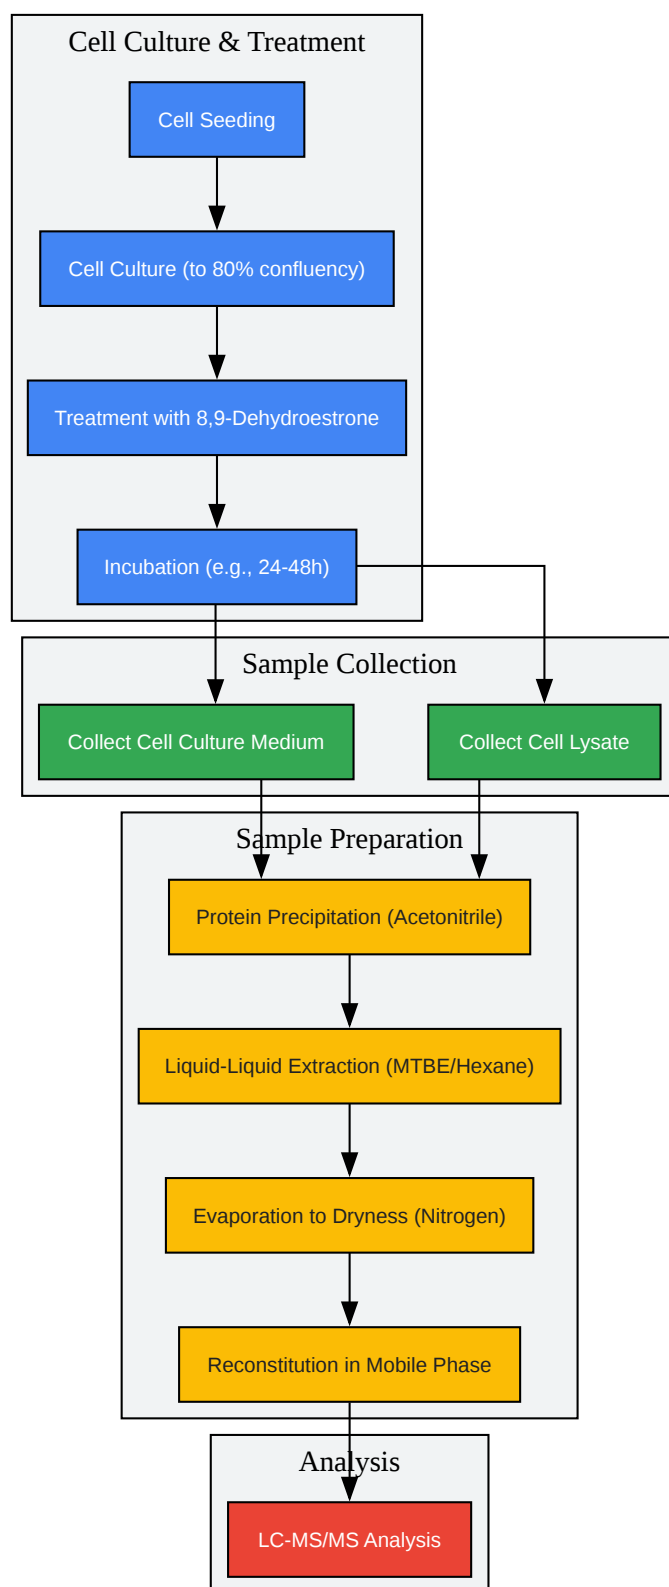 Cell Culture & Treatment
Cell Seeding
Cell Culture (to 80% confluency)
Treatment with 8,9-Dehydroestrone
Incubation (e.g., 24-48h)
Sample Collection
Collect Cell Culture Medium
Collect Cell Lysate
Sample Preparation
Protein Precipitation (Acetonitrile)
Liquid-Liquid Extraction (MTBE/Hexane)
Evaporation to Dryness (Nitrogen)
Reconstitution in Mobile Phase
Analysis
LC-MS/MS Analysis